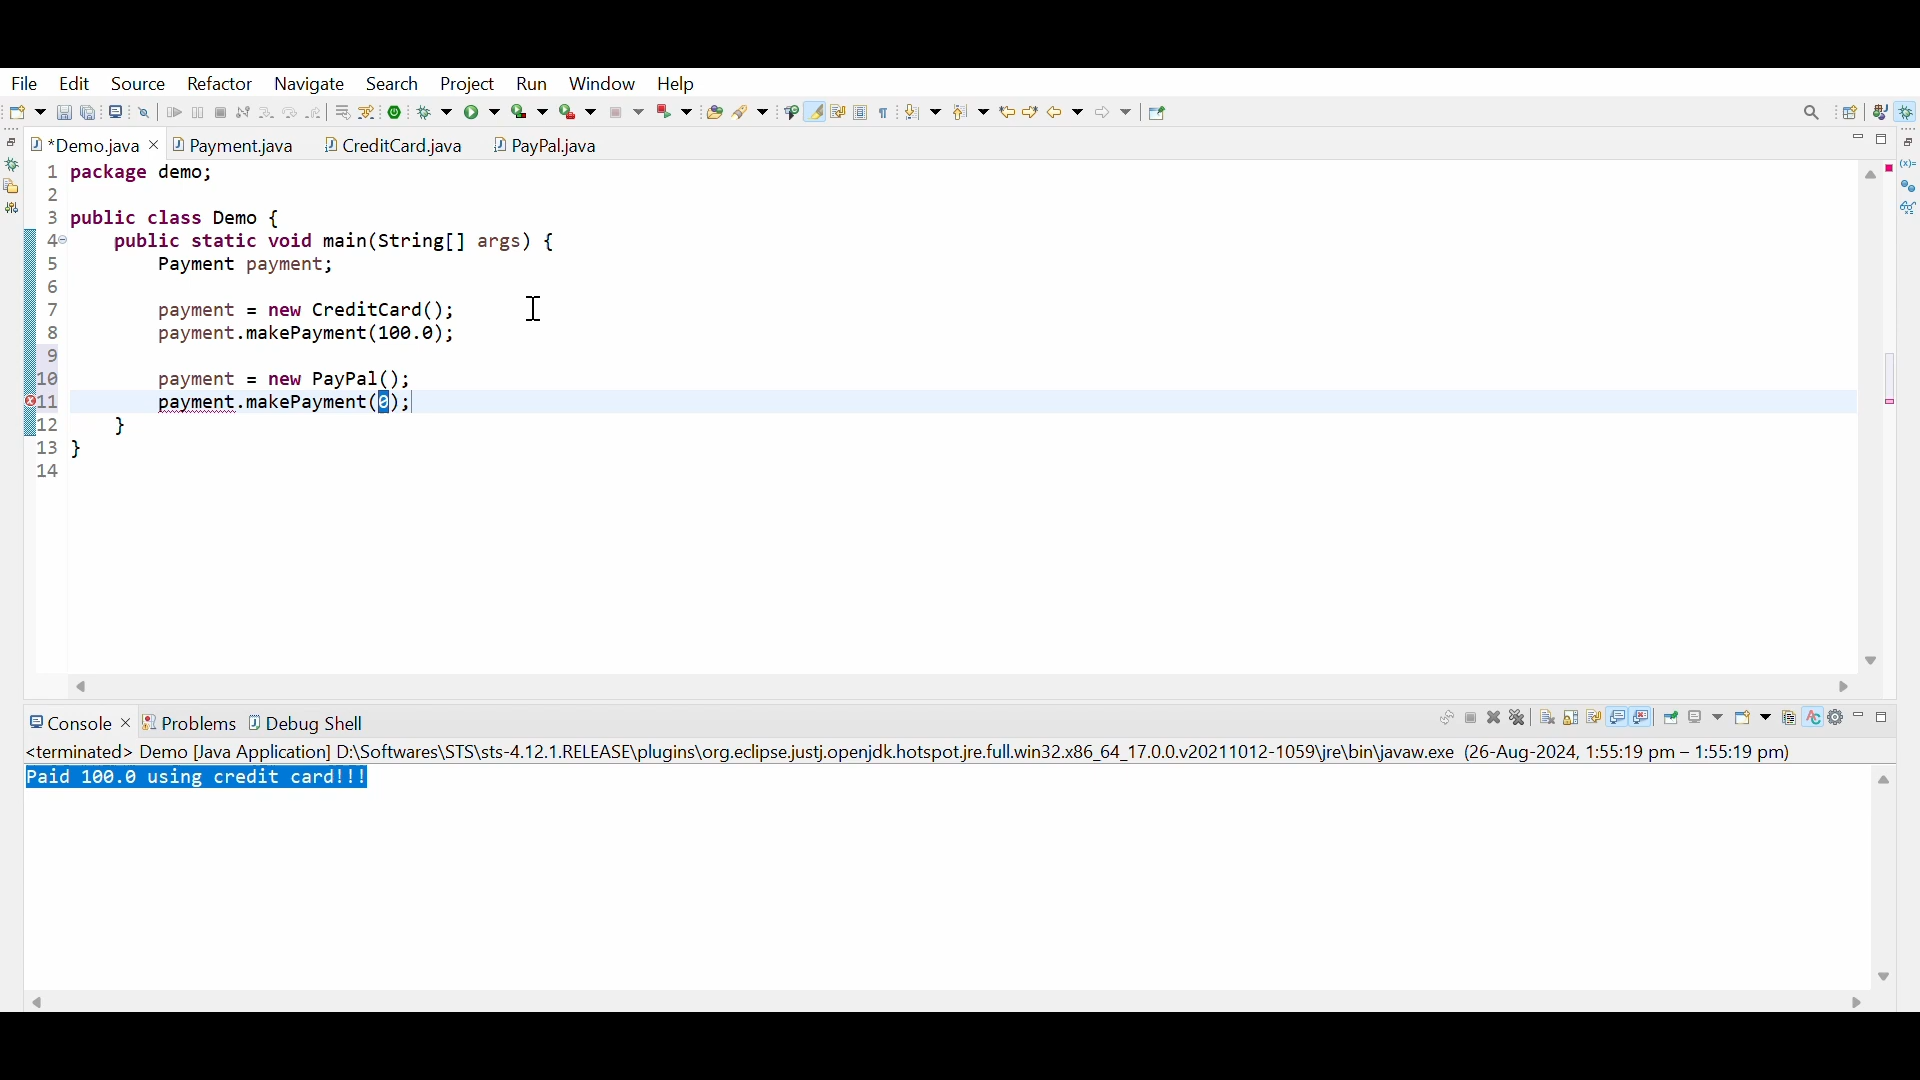 File Edit Source Refactor Navigate Search Project Run Window Help
*Demo.java Payment.java CreditCard.java PayPal.java
1 package demo;
2
3 public class Demo {
4 public static void main(String[] args) {
5 Payment payment;
6
7 payment = new CreditCard();
8 payment.makePayment(100.0);
9
10 payment = new PayPal();
11 payment.makePayment(0);
12 }
13 }
14
Console Problems Debug Shell
<terminated> Demo [Java Application] D:\Softwares\STS\sts-4.12.1.RELEASE\plugins\org.eclipse.justj.openjdk.hotspot.jre.full.win32.x86_64_17.0.0.v20211012-1059\jre\bin\javaw.exe (26-Aug-2024, 1:55:19 pm – 1:55:19 pm)
Paid 100.0 using credit card!!!